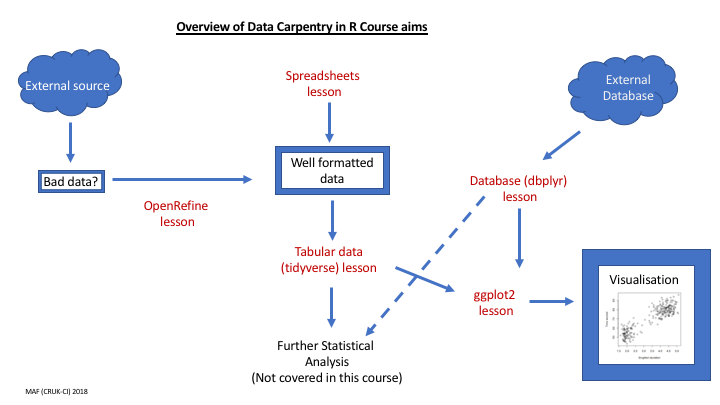 Overview of Data Carpentry in R Course aims
External source
Spreadsheets
lesson
External
Database
Bad data?
Well formatted
data
OpenRefine
lesson
Database (dbplyr)
lesson
Tabular data
(tidyverse) lesson
ggplot2
lesson
Visualisation
Further Statistical
Analysis
(Not covered in this course)
MAF (CRUK-CI) 2018